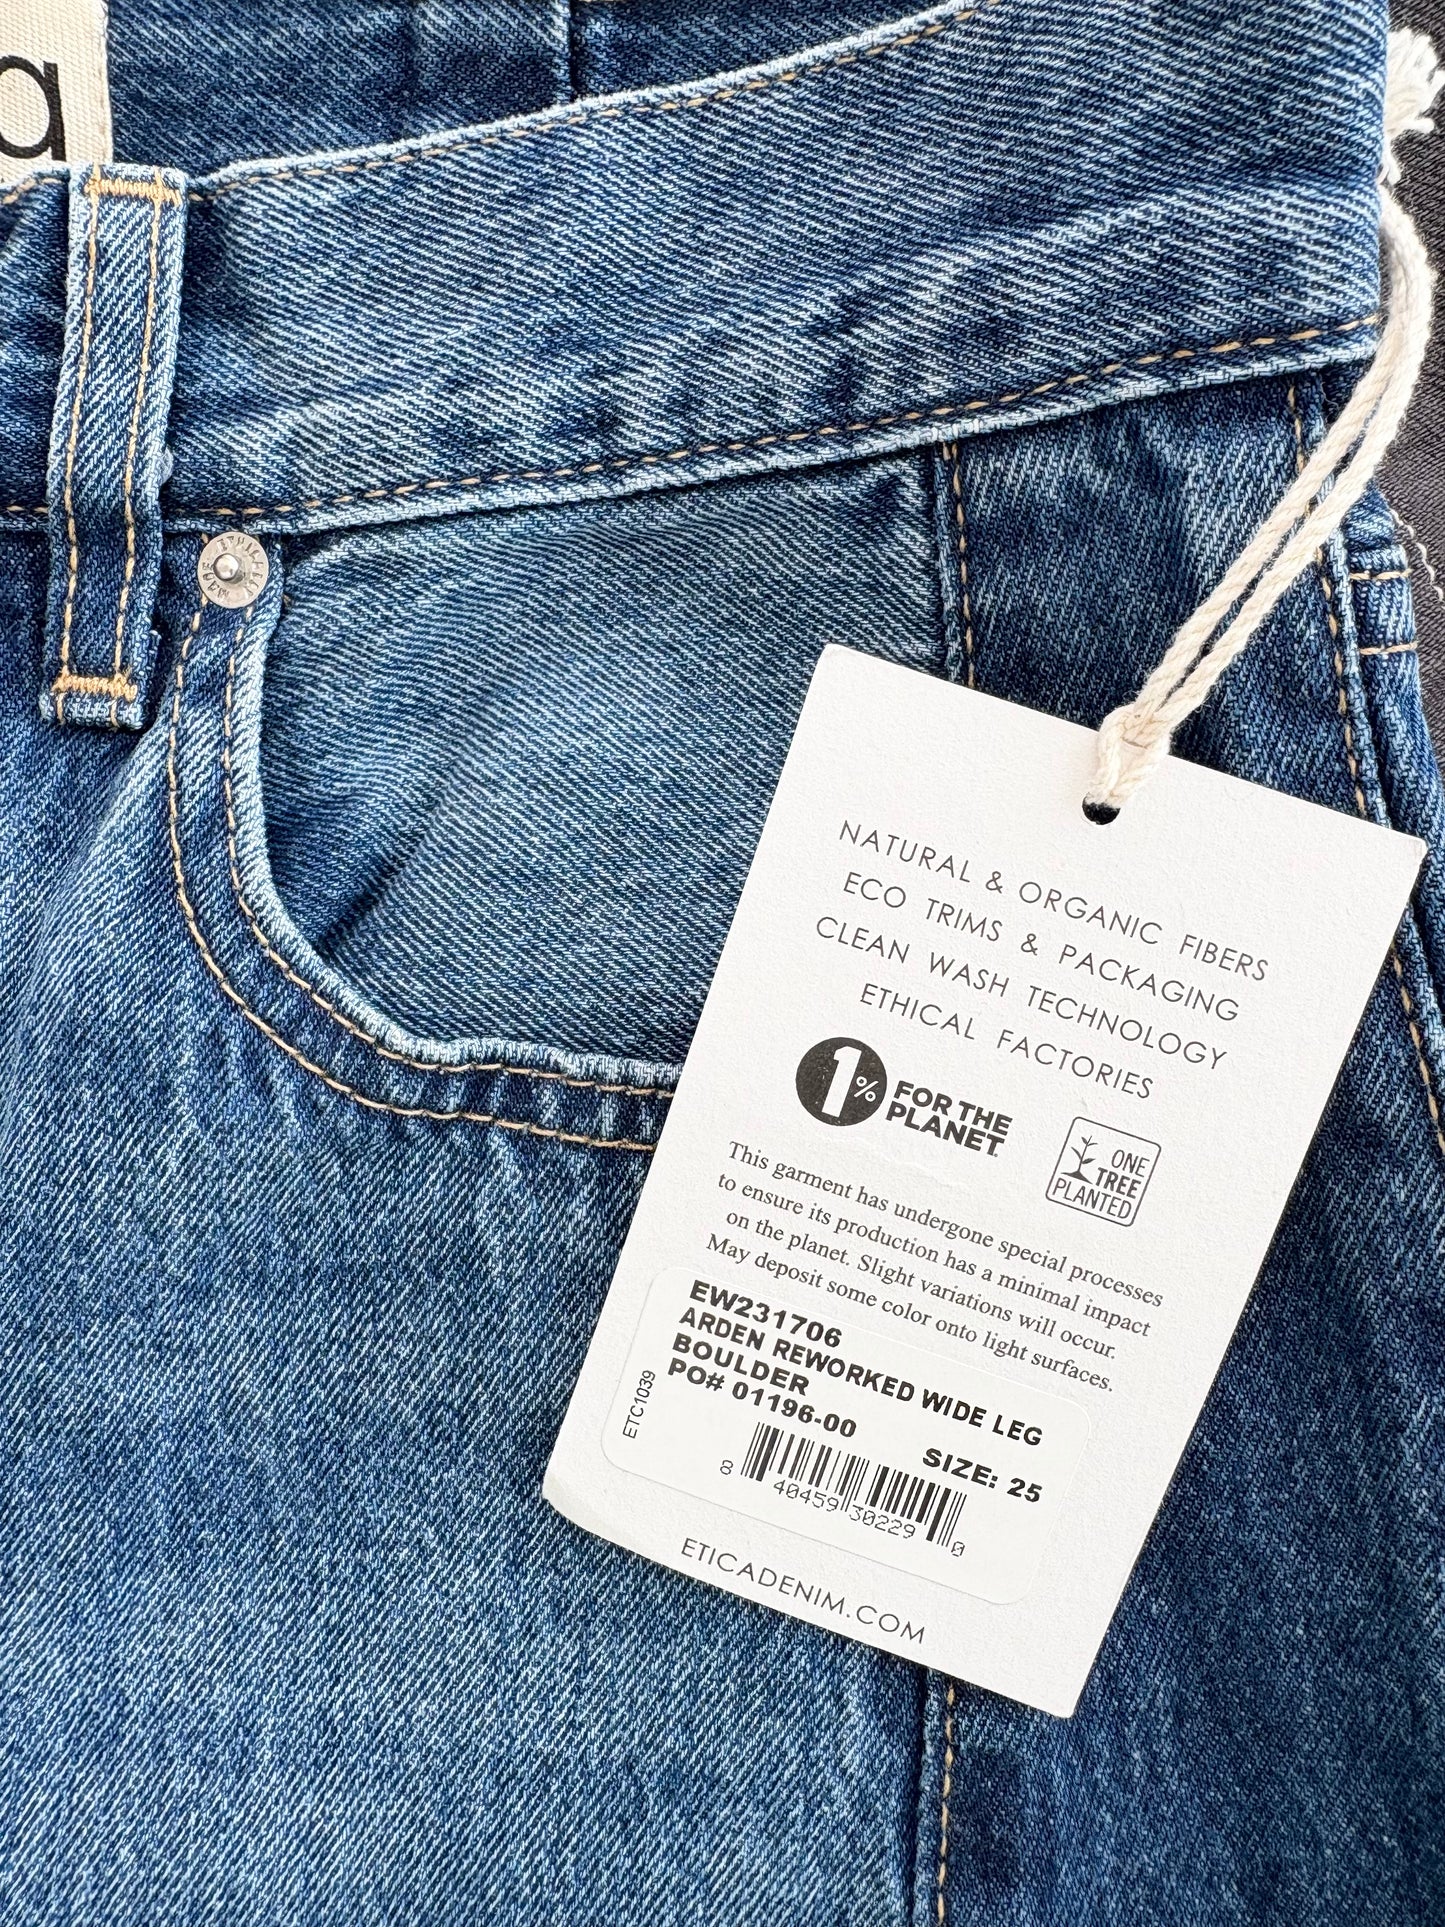 a
ETHICALLY MADE
NATURAL & ORGANIC FIBERS
ECO TRIMS & PACKAGING
CLEAN WASH TECHNOLOGY
ETHICAL FACTORIES
1% FOR THE
PLANET
ONE
TREE
PLANTED
This garment has undergone special processes
to ensure its production has a minimal impact
on the planet. Slight variations will occur.
May deposit some color onto light surfaces.
EW231706
ARDEN REWORKED WIDE LEG
BOULDER
PO# 01196-00
SIZE: 25
ETC1039
8 40459 30229 0
ETICADENIM.COM